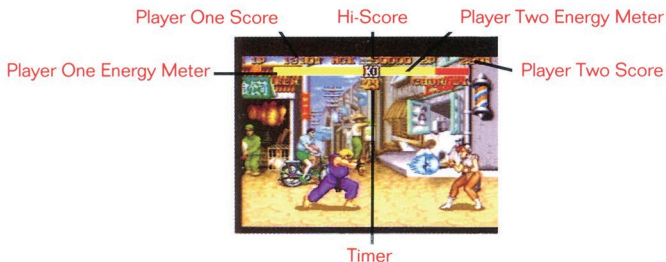 Player One Score
Hi-Score
Player Two Energy Meter
Player One Energy Meter
KO
Player Two Score
Timer